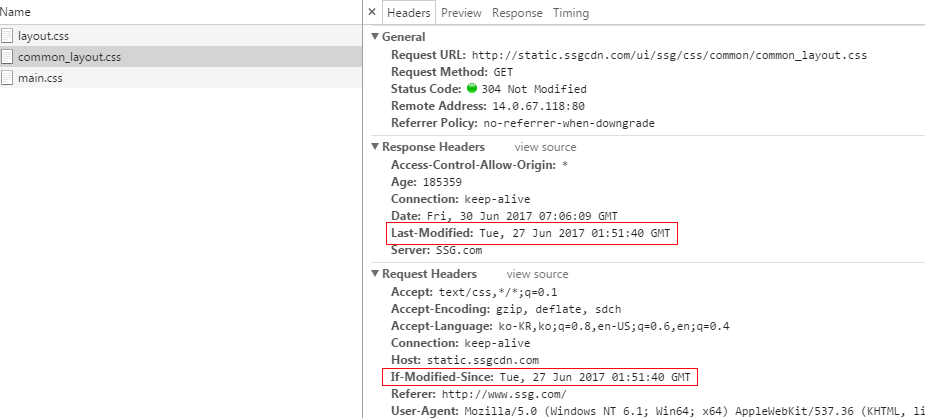 Name
layout.css
common_layout.css
main.css
× Headers Preview Response Timing
▼ General
Request URL: http://static.ssgcdn.com/ui/ssg/css/common/common_layout.css
Request Method: GET
Status Code: 304 Not Modified
Remote Address: 14.0.67.118:80
Referrer Policy: no-referrer-when-downgrade
▼ Response Headers view source
Access-Control-Allow-Origin: *
Age: 185359
Connection: keep-alive
Date: Fri, 30 Jun 2017 07:06:09 GMT
Last-Modified: Tue, 27 Jun 2017 01:51:40 GMT
Server: SSG.com
▼ Request Headers view source
Accept: text/css,*/*;q=0.1
Accept-Encoding: gzip, deflate, sdch
Accept-Language: ko-KR,ko;q=0.8,en-US;q=0.6,en;q=0.4
Connection: keep-alive
Host: static.ssgcdn.com
If-Modified-Since: Tue, 27 Jun 2017 01:51:40 GMT
Referer: http://www.ssg.com/
User-Agent: Mozilla/5.0 (Windows NT 6.1; Win64; x64) AppleWebKit/537.36 (KHTML, li